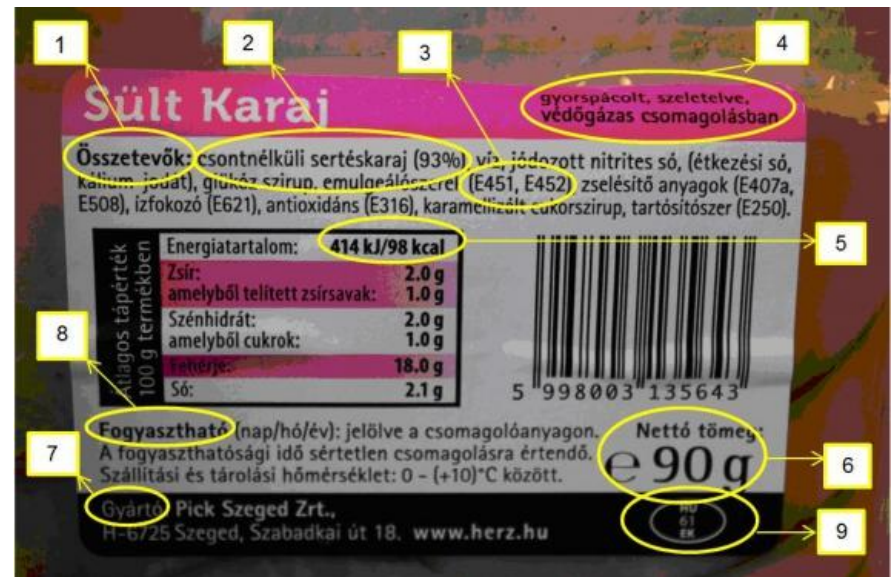 1
2
3
4
Sült Karaj
gyorspácolt, szeletelve,
védőgázas csomagolásban
Összetevők: csontnélküli sertéskaraj (93%), víz, jódozott nitrites só, (étkezési só,
kálium-jodát), glükóz szirup, emulgeálószerek (E451, E452) zselésítő anyagok (E407a,
E508), ízfokozó (E621), antioxidáns (E316), karamellizált cukorszirup, tartósítószer (E250).
Átlagos tápérték
100 g termékben
Energiatartalom: 414 kJ/98 kcal
Zsír: 2.0 g
amelyből telített zsírsavak: 1.0 g
Szénhidrát: 2.0 g
amelyből cukrok: 1.0 g
Fehérje: 18.0 g
Só: 2.1 g
5
8
5 998003 135643
Fogyasztható (nap/hó/év): jelölve a csomagolóanyagon.
A fogyaszthatósági idő sértetlen csomagolásra értendő.
Szállítási és tárolási hőmérséklet: 0 – (+10)°C között.
Nettó tömeg:
e 90 g
7
6
Gyártó: Pick Szeged Zrt.,
H-6725 Szeged, Szabadkai út 18. www.herz.hu
HU
61
EK
9